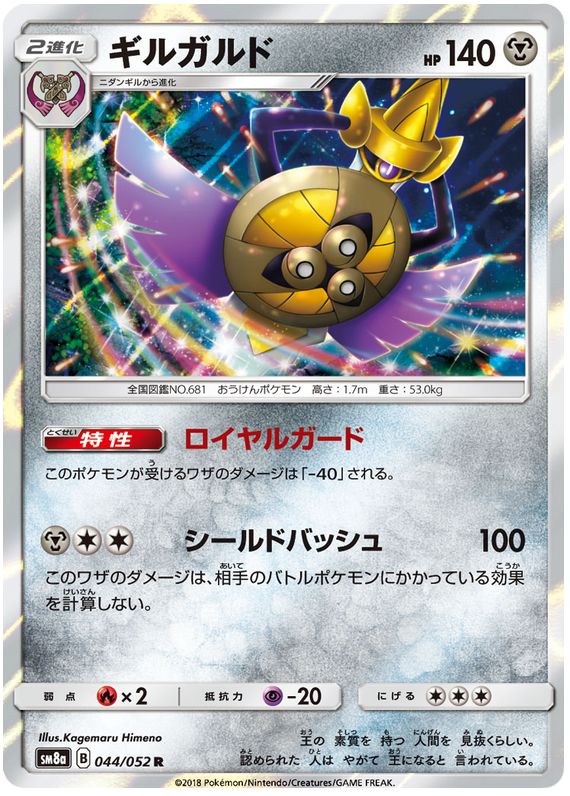 2進化
ギルガルド
HP 140
ニダンギルから進化
全国図鑑NO.681 おうけんポケモン 高さ：1.7m 重さ：53.0kg
とくせい
特性 ロイヤルガード
このポケモンが受けるワザのダメージは「-40」される。
シールドバッシュ 100
このワザのダメージは、相手のバトルポケモンにかかっている効果
を計算しない。
弱点 ×2 抵抗力 -20 にげる
Illus.Kagemaru Himeno
SM8a B 044/052 R
王の 素質を 持つ 人間を 見抜くらしい。
認められた 人は やがて 王になると 言われている。
©2018 Pokémon/Nintendo/Creatures/GAME FREAK.